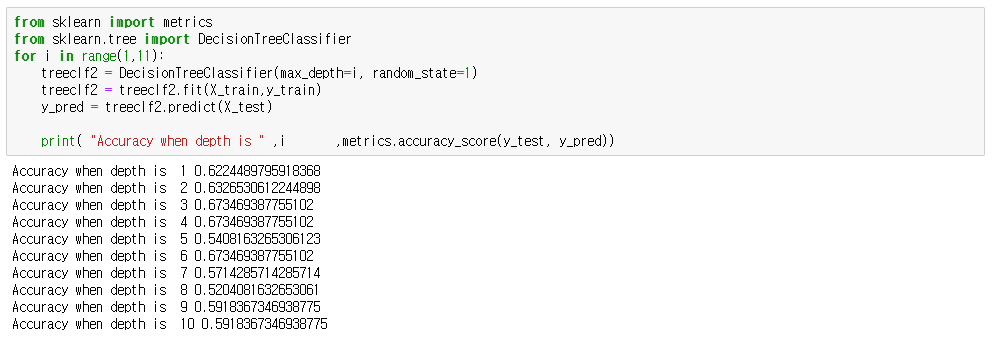 from sklearn import metrics
from sklearn.tree import DecisionTreeClassifier
for i in range(1,11):
    treeclf2 = DecisionTreeClassifier(max_depth=i, random_state=1)
    treeclf2 = treeclf2.fit(X_train,y_train)
    y_pred = treeclf2.predict(X_test)
    print( "Accuracy when depth is " ,i      ,metrics.accuracy_score(y_test, y_pred))
Accuracy when depth is  1 0.6224489795918368
Accuracy when depth is  2 0.6326530612244898
Accuracy when depth is  3 0.673469387755102
Accuracy when depth is  4 0.673469387755102
Accuracy when depth is  5 0.5408163265306123
Accuracy when depth is  6 0.673469387755102
Accuracy when depth is  7 0.5714285714285714
Accuracy when depth is  8 0.5204081632653061
Accuracy when depth is  9 0.5918367346938775
Accuracy when depth is  10 0.5918367346938775